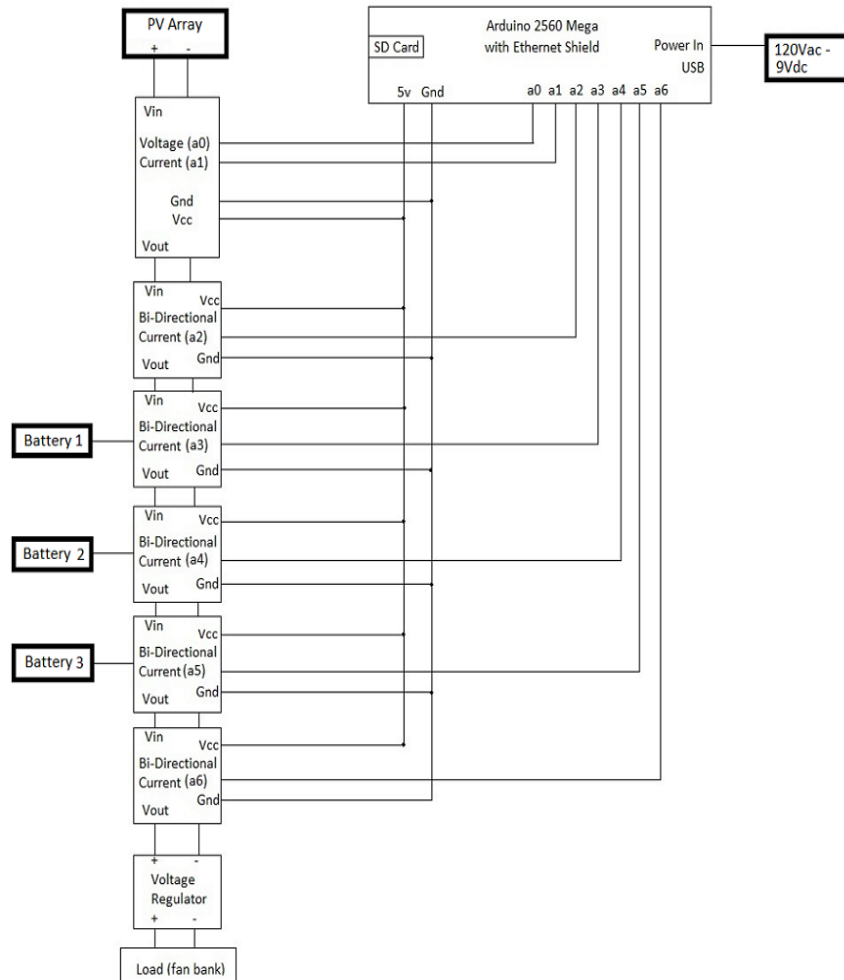 PV Array
+ -
Arduino 2560 Mega
with Ethernet Shield
SD Card
Power In
USB
5v Gnd a0 a1 a2 a3 a4 a5 a6
120Vac -
9Vdc
Vin
Voltage (a0)
Current (a1)
Gnd
Vcc
Vout
Vin
Vcc
Bi-Directional
Current (a2)
Vout Gnd
Vin
Vcc
Bi-Directional
Current (a3)
Vout Gnd
Battery 1
Vin
Vcc
Bi-Directional
Current (a4)
Vout Gnd
Battery 2
Vin
Vcc
Bi-Directional
Current (a5)
Vout Gnd
Battery 3
Vin
Vcc
Bi-Directional
Current (a6)
Vout Gnd
+ -
Voltage
Regulator
+ -
Load (fan bank)